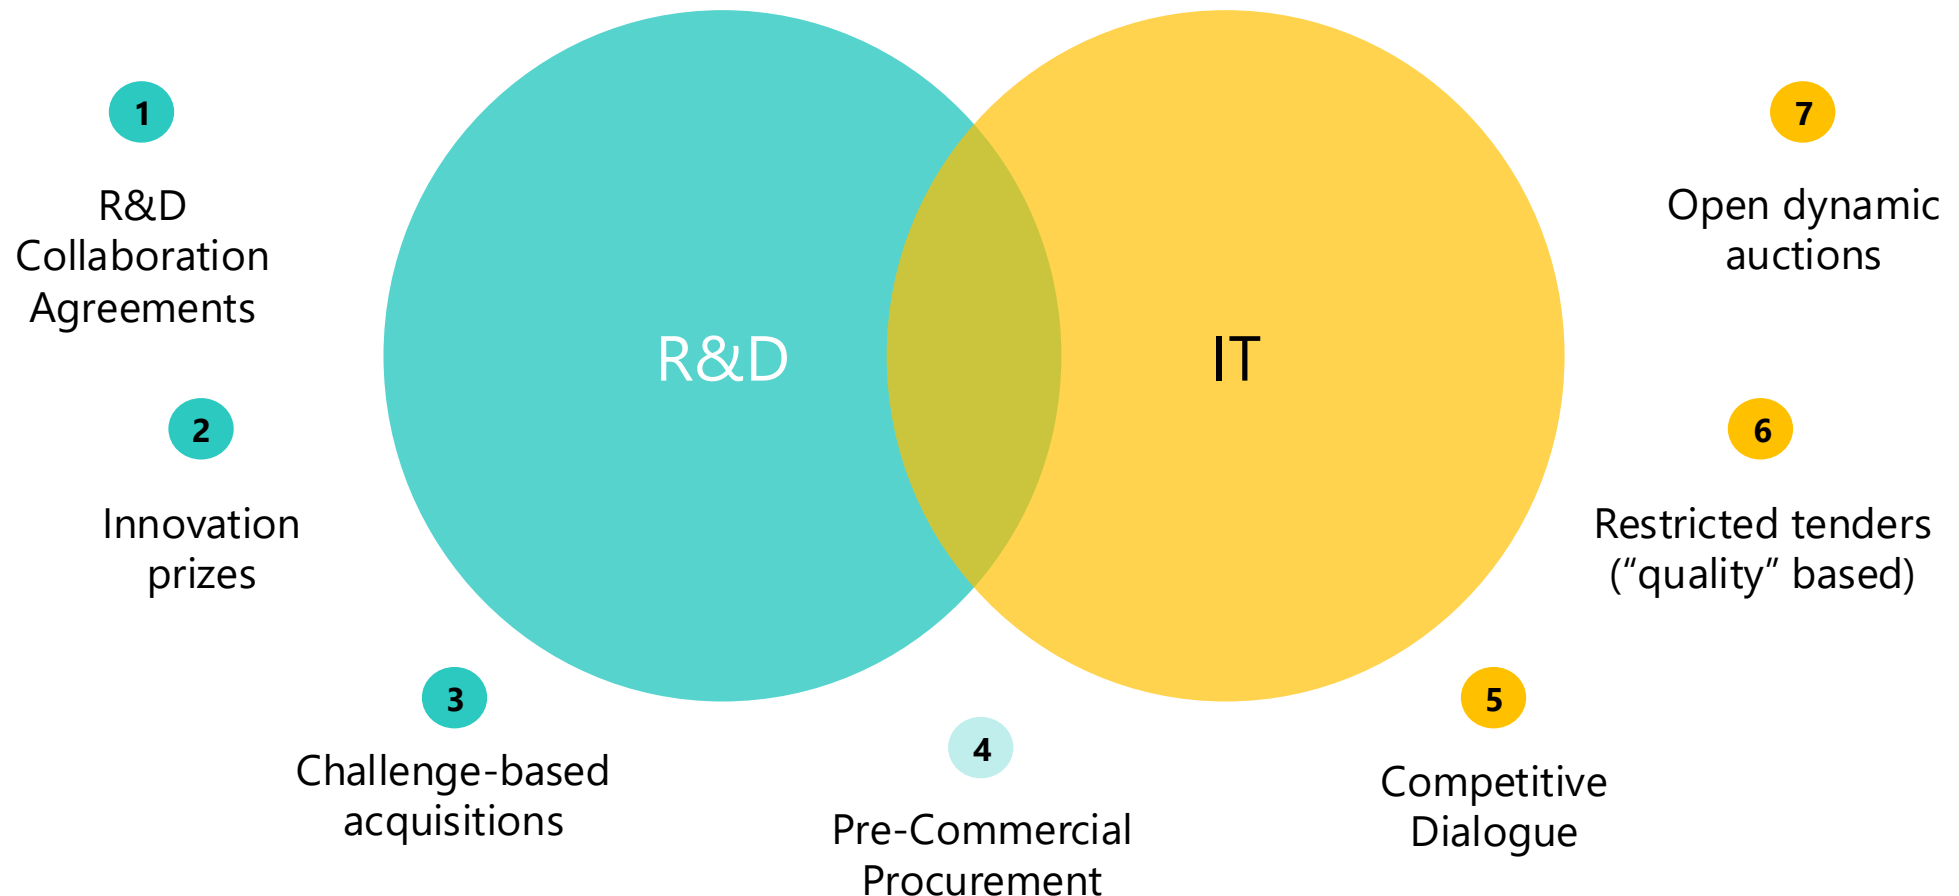 1
R&D
Collaboration
Agreements
2
Innovation
prizes
3
Challenge-based
acquisitions
R&D
IT
4
Pre-Commercial
Procurement
5
Competitive
Dialogue
6
Restricted tenders
(“quality” based)
7
Open dynamic
auctions